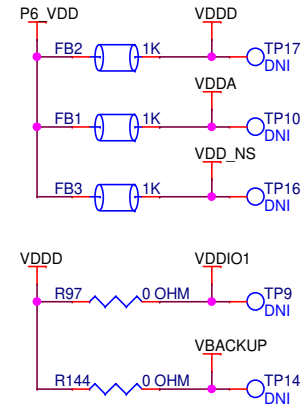 P6_VDD VDDD
FB2 1K TP17
DNI
VDDA
FB1 1K TP10
DNI
VDD_NS
FB3 1K TP16
DNI
VDDD VDDIO1
R97 0 OHM TP9
DNI
VBACKUP
R144 0 OHM TP14
DNI